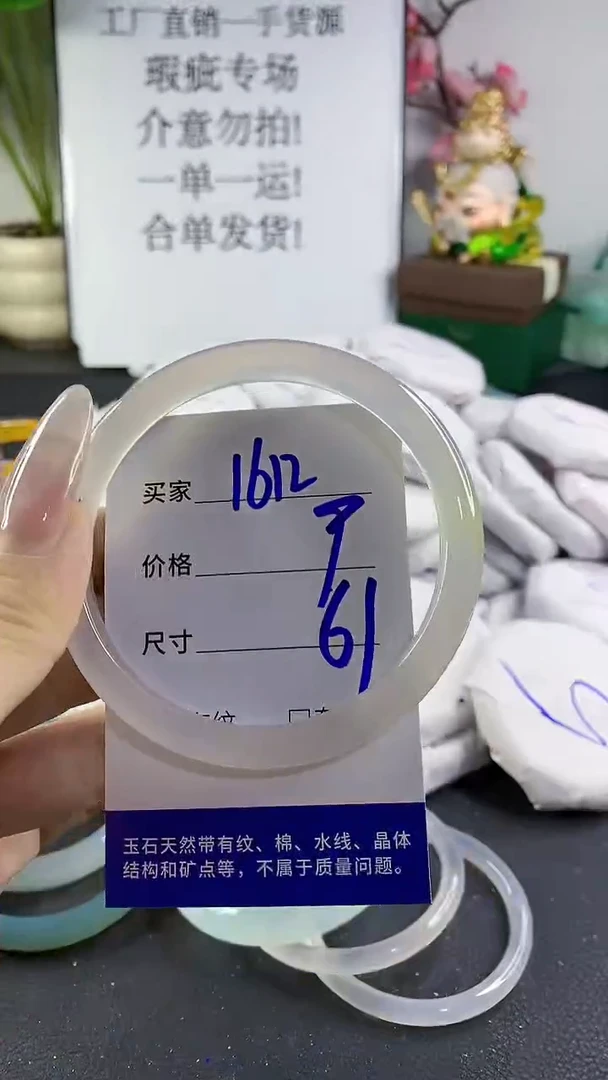 工厂直销一手货源
瑕疵专场
介意勿拍!
一单一运!
合单发货!
买家 1612
价格
尺寸 61
玉石天然带有纹、棉、水线、晶体
结构和矿点等，不属于质量问题。